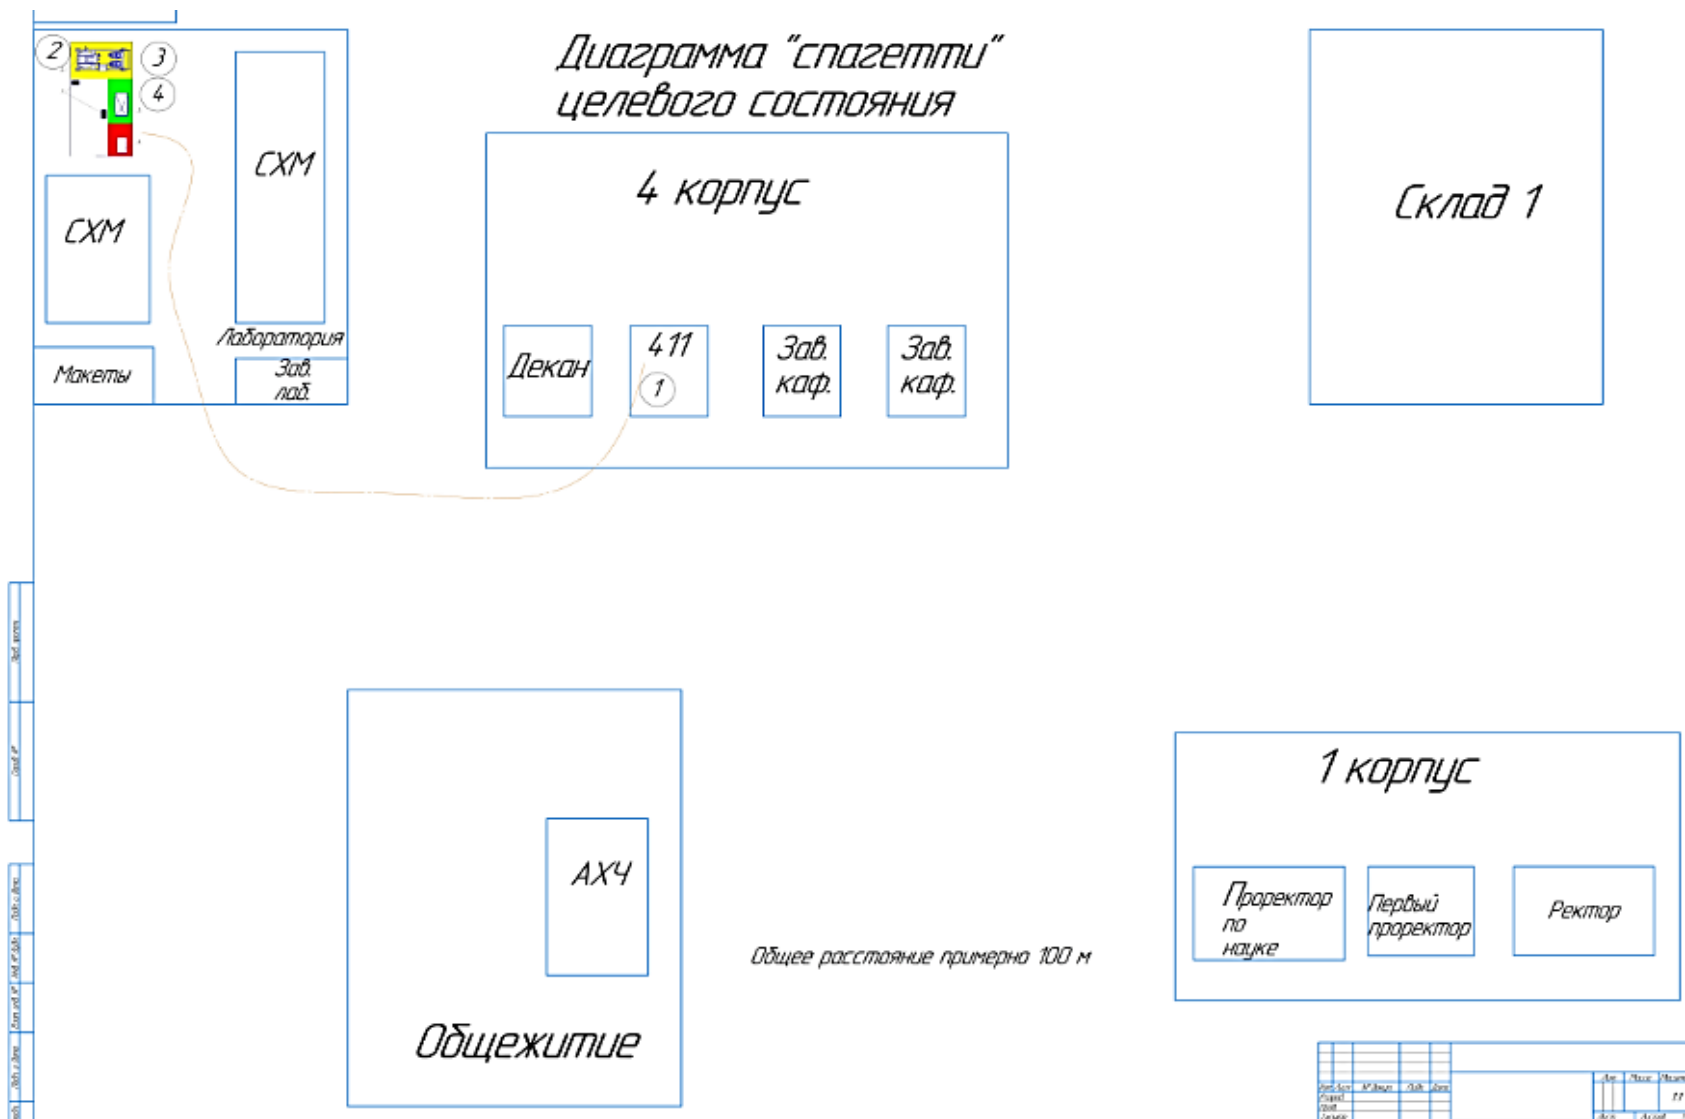 Диаграмма "спагетти"
целевого состояния
2
3
4
СХМ
СХМ
Лаборатория
Макеты
Зав.
лаб.
4 корпус
Декан
411
1
Зав.
каф.
Зав.
каф.
Склад 1
Общежитие
АХЧ
Общее расстояние примерно 100 м
1 корпус
Проректор
по
науке
Первый
проректор
Ректор